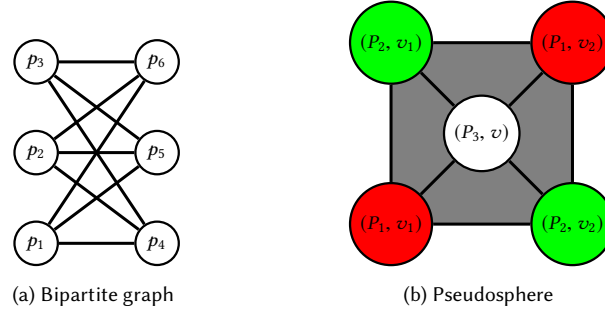 p₃ p₆
p₂ p₅
p₁ p₄
(a) Bipartite graph
(P₂, v₁) (P₁, v₂)
(P₃, v)
(P₁, v₁) (P₂, v₂)
(b) Pseudosphere